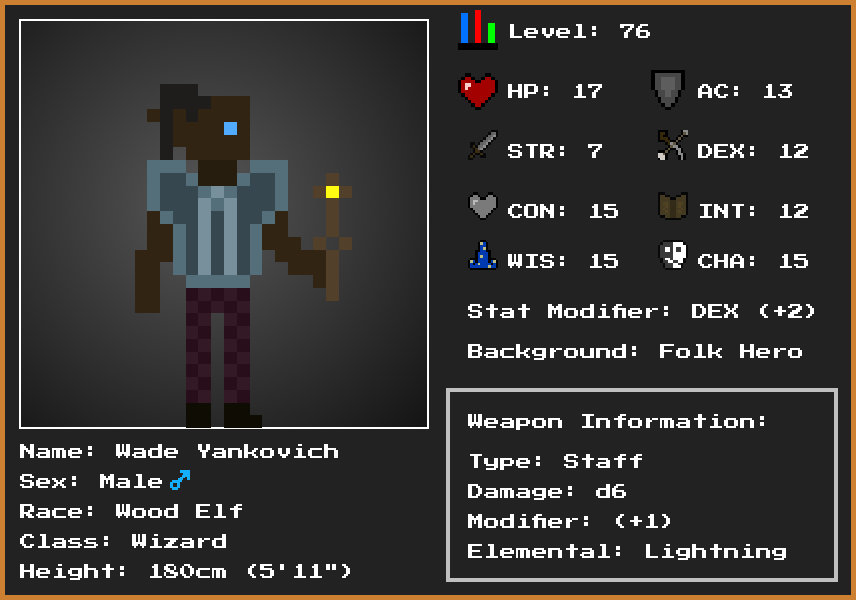 Level: 76
HP: 17 AC: 13
STR: 7 DEX: 12
CON: 15 INT: 12
WIS: 15 CHA: 15
Stat Modifier: DEX (+2)
Background: Folk Hero
Weapon Information:
Type: Staff
Damage: d6
Modifier: (+1)
Elemental: Lightning
Name: Wade Yankovich
Sex: Male ♂
Race: Wood Elf
Class: Wizard
Height: 180cm (5'11")